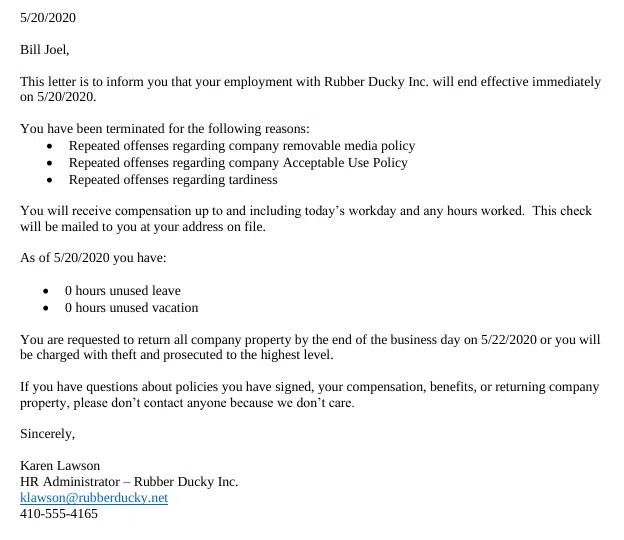 5/20/2020
Bill Joel,
This letter is to inform you that your employment with Rubber Ducky Inc. will end effective immediately
on 5/20/2020.
You have been terminated for the following reasons:
• Repeated offenses regarding company removable media policy
• Repeated offenses regarding company Acceptable Use Policy
• Repeated offenses regarding tardiness
You will receive compensation up to and including today’s workday and any hours worked.  This check
will be mailed to you at your address on file.
As of 5/20/2020 you have:
• 0 hours unused leave
• 0 hours unused vacation
You are requested to return all company property by the end of the business day on 5/22/2020 or you will
be charged with theft and prosecuted to the highest level.
If you have questions about policies you have signed, your compensation, benefits, or returning company
property, please don’t contact anyone because we don’t care.
Sincerely,
Karen Lawson
HR Administrator – Rubber Ducky Inc.
klawson@rubberducky.net
410-555-4165